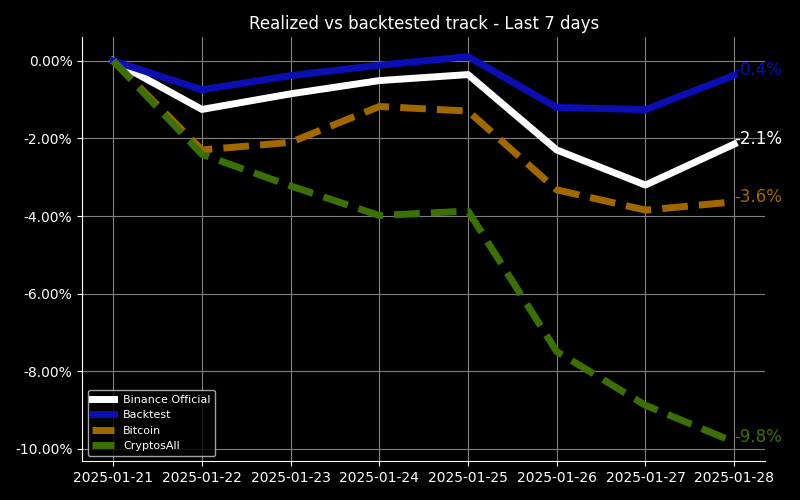 Realized vs backtested track - Last 7 days
0.00%
-2.00%
-4.00%
-6.00%
-8.00%
-10.00%
-0.4%
-2.1%
-3.6%
-9.8%
Binance Official
Backtest
Bitcoin
CryptosAll
2025-01-21 2025-01-22 2025-01-23 2025-01-24 2025-01-25 2025-01-26 2025-01-27 2025-01-28